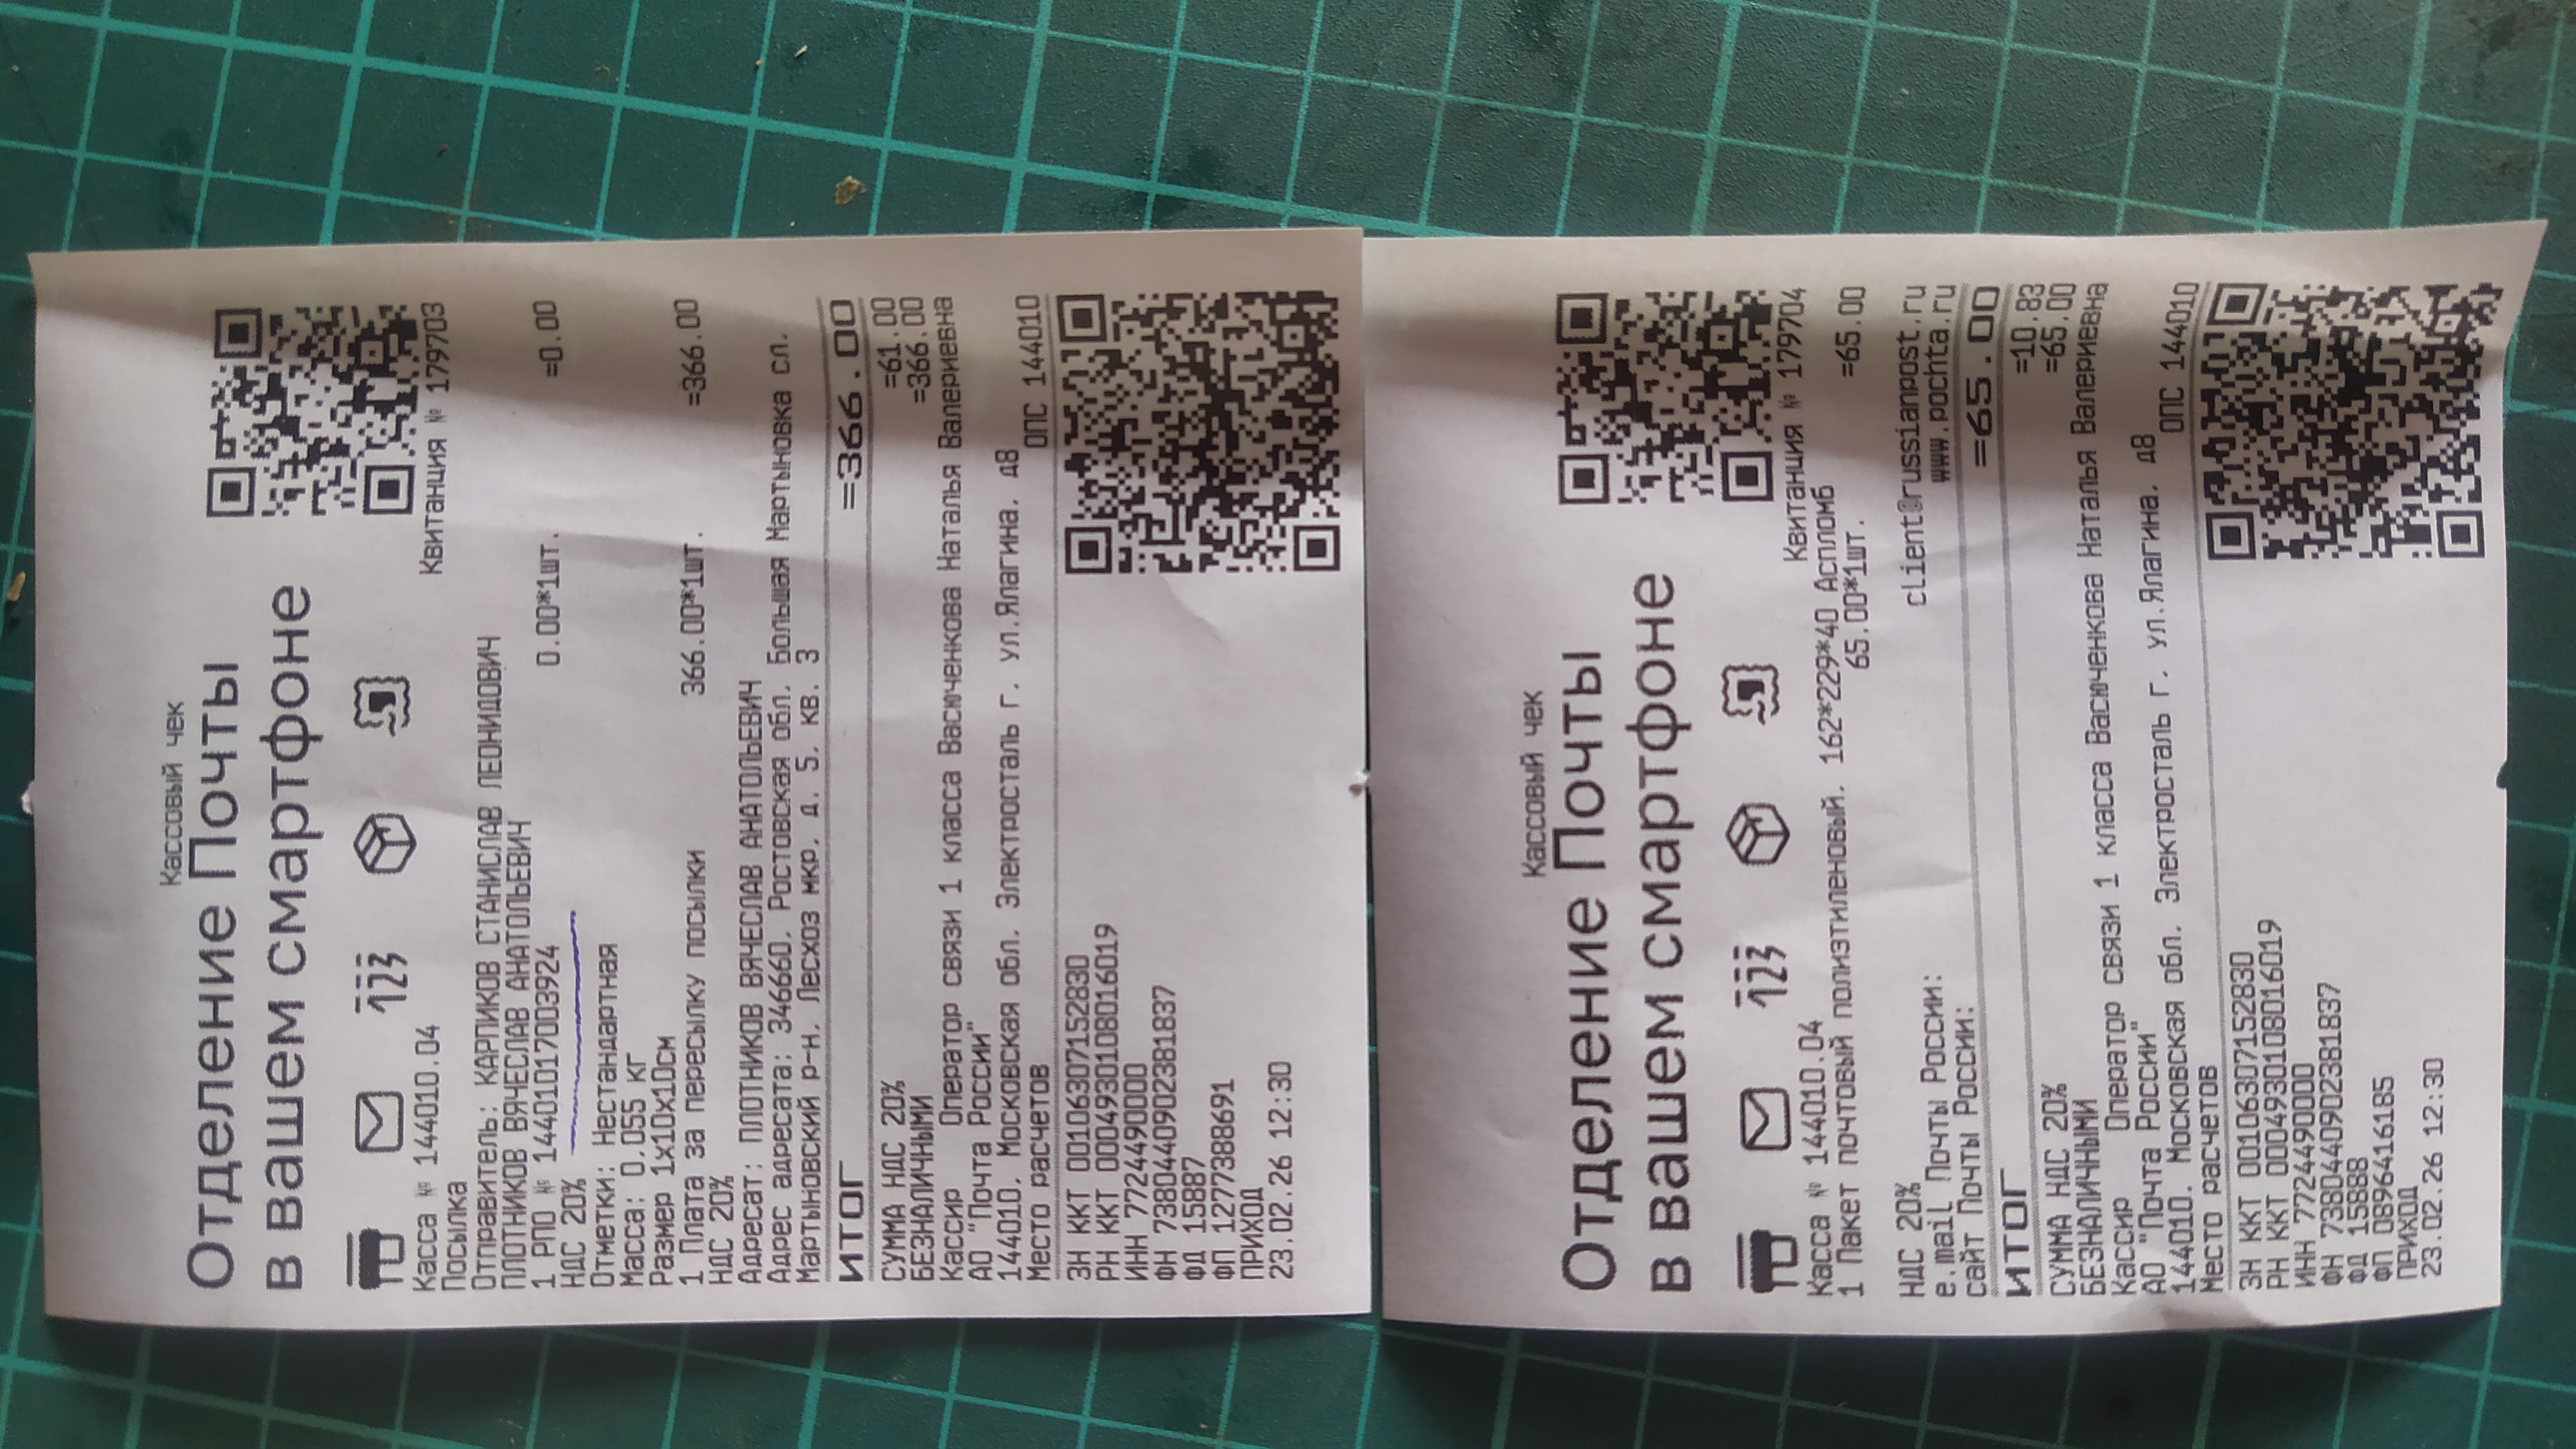 Кассовый чек
Отделение Почты
в вашем смартфоне
123
Квитанция № 179703
Касса № 144010.04
Посылка
Отправитель: КАРПИКОВ СТАНИСЛАВ ЛЕОНИДОВИЧ
ПЛОТНИКОВ ВЯЧЕСЛАВ АНАТОЛЬЕВИЧ
1 РПО № 14401017003924 0.00*1шт. =0.00
НДС 20%
Отметки: Нестандартная
Масса: 0.055 кг
Размер 1x10x10см
1 Плата за пересылку посылки 366.00*1шт. =366.00
НДС 20%
Адресат: ПЛОТНИКОВ ВЯЧЕСЛАВ АНАТОЛЬЕВИЧ
Адрес адресата: 346660, Ростовская обл. Большая Мартыновка сл.
Мартыновский р-н. Лесхоз мкр, д. 5. кв. 3
ИТОГ =366.00
СУММА НДС 20% =61.00
БЕЗНАЛИЧНЫМИ =366.00
Кассир Оператор связи 1 класса Васюченкова Наталья Валериевна
АО "Почта России"
144010. Московская обл. Электросталь г. ул.Ялагина. д8
Место расчетов ОПС 144010
ЗН ККТ 00106307152830
РН ККТ 0004930108016019
ИНН 7724490000
ФН 7380440902381837
ФД 15887
ФП 1277388691
ПРИХОД
23.02.26 12:30
Кассовый чек
Отделение Почты
в вашем смартфоне
123
Квитанция № 179704
Касса № 144010.04
1 Пакет почтовый полиэтиленовый. 162*229*40 Аспломб
65.00*1шт. =65.00
НДС 20%
e.mail Почты России: client@russianpost.ru
сайт Почты России: www.pochta.ru
ИТОГ =65.00
СУММА НДС 20% =10.83
БЕЗНАЛИЧНЫМИ =65.00
Кассир Оператор связи 1 класса Васюченкова Наталья Валериевна
АО "Почта России"
144010. Московская обл. Электросталь г. ул.Ялагина. д8
Место расчетов ОПС 144010
ЗН ККТ 00106307152830
РН ККТ 0004930108016019
ИНН 7724490000
ФН 7380440902381837
ФД 15888
ФП 0896416185
ПРИХОД
23.02.26 12:30